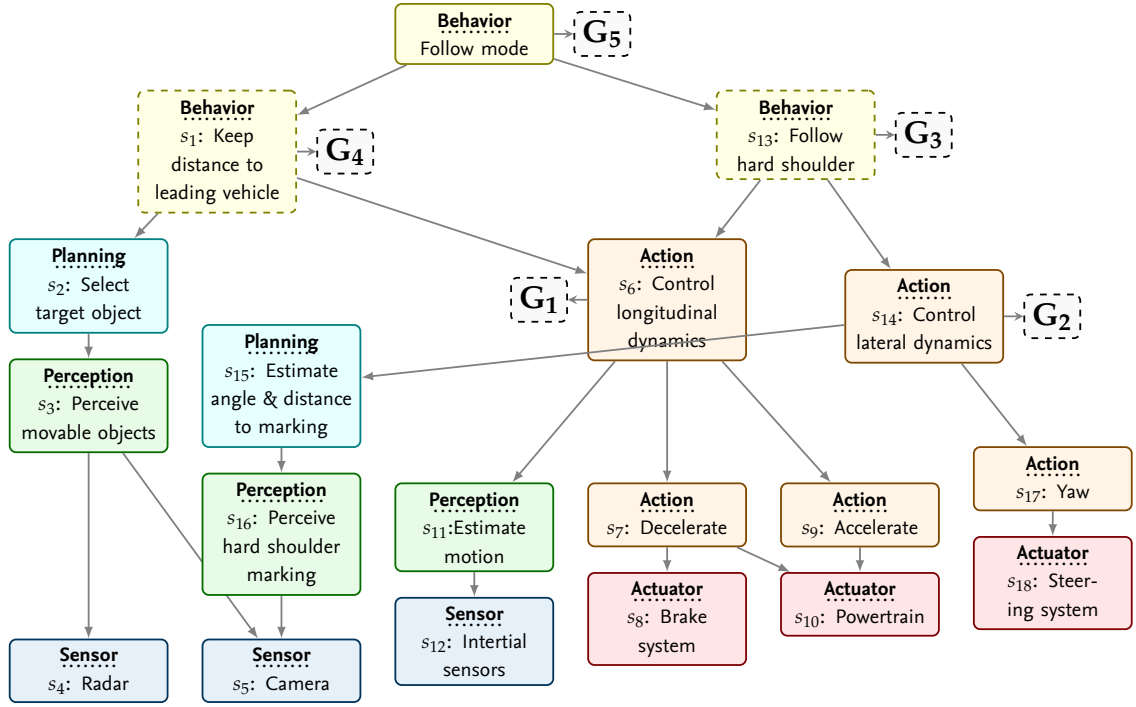 Behavior
Follow mode
G5
Behavior
s1: Keep
distance to
leading vehicle
G4
Behavior
s13: Follow
hard shoulder
G3
Planning
s2: Select
target object
Action
s6: Control
longitudinal
dynamics
G1
Action
s14: Control
lateral dynamics
G2
Planning
s15: Estimate
angle & distance
to marking
Perception
s3: Perceive
movable objects
Perception
s16: Perceive
hard shoulder
marking
Perception
s11:Estimate
motion
Action
s7: Decelerate
Action
s9: Accelerate
Action
s17: Yaw
Actuator
s18: Steer-
ing system
Sensor
s12: Intertial
sensors
Actuator
s8: Brake
system
Actuator
s10: Powertrain
Sensor
s4: Radar
Sensor
s5: Camera